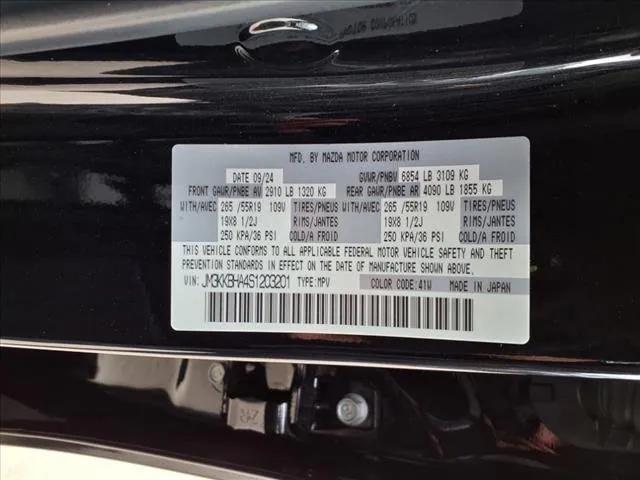 MFD. BY MAZDA MOTOR CORPORATION
DATE 09/24 GVWR/PNBV 6854 LB 3109 KG
FRONT GAWR/PNBE AV 2910 LB 1320 KG REAR GAWR/PNBE AR 4090 LB 1855 KG
WITH/AVEC 265 /55R19 109V TIRES/PNEUS WITH/AVEC 265 /55R19 109V TIRES/PNEUS
19X8 1/2J RIMS/JANTES 19X8 1/2J RIMS/JANTES
250 KPA/36 PSI COLD/A FROID 250 KPA/36 PSI COLD/A FROID
THIS VEHICLE CONFORMS TO ALL APPLICABLE FEDERAL MOTOR VEHICLE SAFETY AND THEFT
PREVENTION STANDARDS IN EFFECT ON THE DATE OF MANUFACTURE SHOWN ABOVE.
VIN: JM3KKBHA4S1203201 TYPE:MPV COLOR CODE:41W MADE IN JAPAN